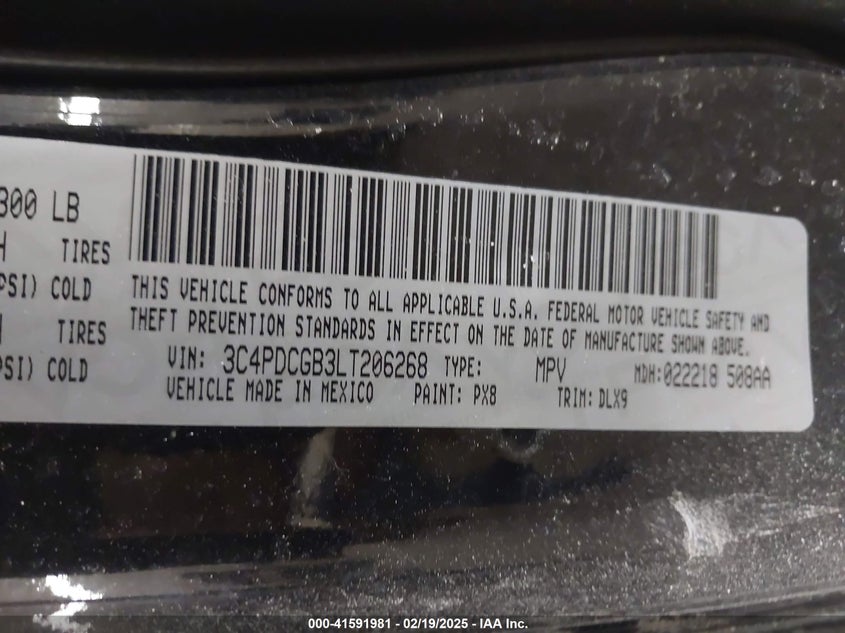 300 LB
TIRES
PSI) COLD
TIRES
PSI) COLD
THIS VEHICLE CONFORMS TO ALL APPLICABLE U.S.A. FEDERAL MOTOR VEHICLE SAFETY AND
THEFT PREVENTION STANDARDS IN EFFECT ON THE DATE OF MANUFACTURE SHOWN ABOVE.
VIN: 3C4PDCGB3LT206268 TYPE: MPV MDH:022218 508AA
VEHICLE MADE IN MEXICO PAINT: PX8 TRIM: DLX9
000-41591981 - 02/19/2025 - IAA Inc.